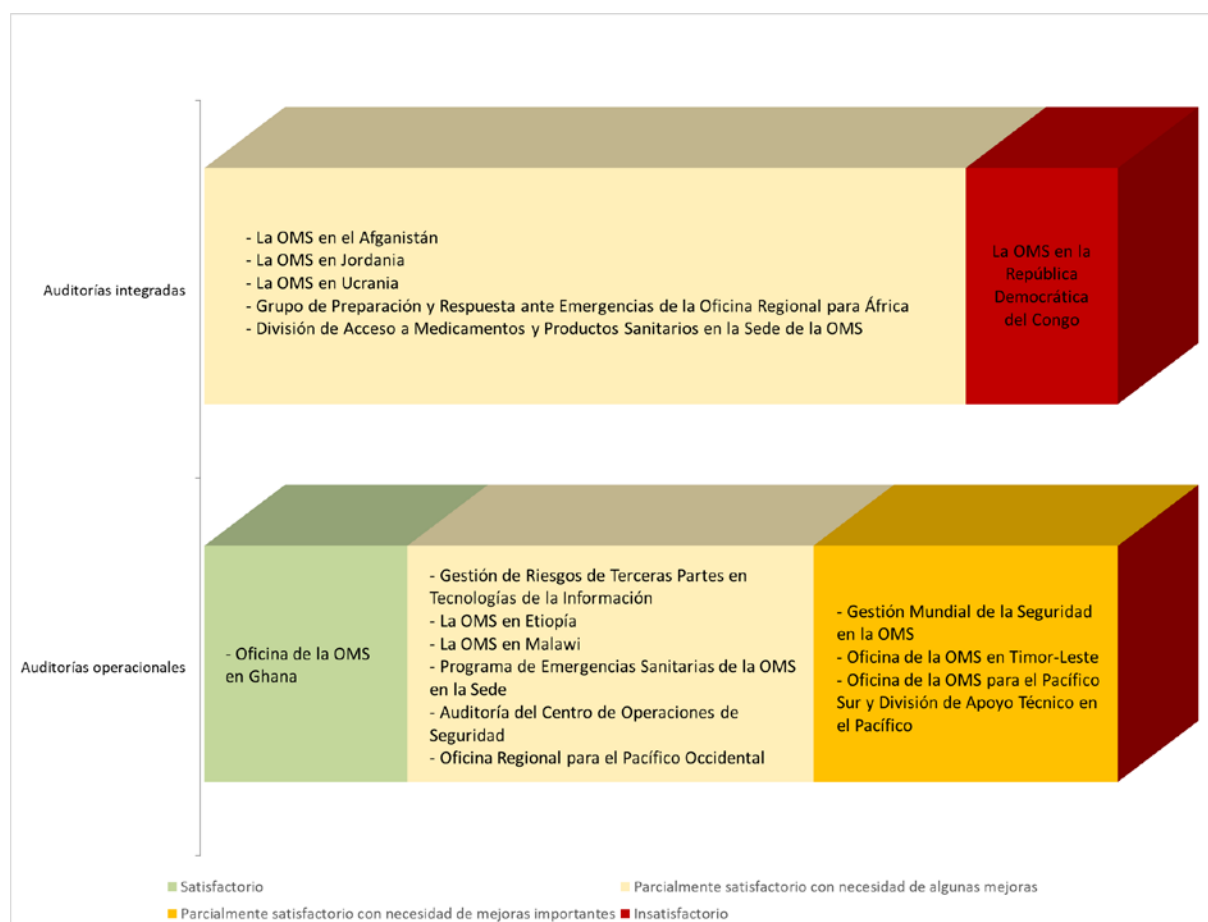 Auditorías integradas
- La OMS en el Afganistán
- La OMS en Jordania
- La OMS en Ucrania
- Grupo de Preparación y Respuesta ante Emergencias de la Oficina Regional para África
- División de Acceso a Medicamentos y Productos Sanitarios en la Sede de la OMS
La OMS en la
República
Democrática
del Congo
Auditorías operacionales
- Oficina de la OMS
en Ghana
- Gestión de Riesgos de Terceras Partes en
Tecnologías de la Información
- La OMS en Etiopía
- La OMS en Malawi
- Programa de Emergencias Sanitarias de la OMS
en la Sede
- Auditoría del Centro de Operaciones de
Seguridad
- Oficina Regional para el Pacífico Occidental
- Gestión Mundial de la Seguridad
en la OMS
- Oficina de la OMS en Timor-Leste
- Oficina de la OMS para el Pacífico
Sur y División de Apoyo Técnico en
el Pacífico
Satisfactorio
Parcialmente satisfactorio con necesidad de algunas mejoras
Parcialmente satisfactorio con necesidad de mejoras importantes
Insatisfactorio